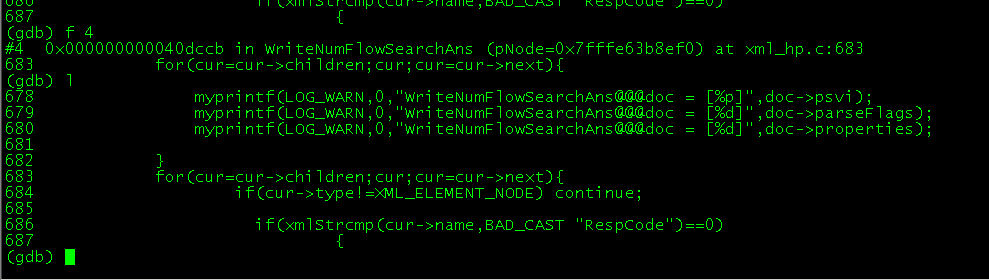 if(xmlStrcmp(cur->name,BAD_CAST "RespCode")==0)
687 {
(gdb) f 4
#4 0x000000000040dccb in WriteNumFlowSearchAns (pNode=0x7fffe63b8ef0) at xml_hp.c:683
683 for(cur=cur->children;cur;cur=cur->next){
(gdb) l
678 myprintf(LOG_WARN,0,"WriteNumFlowSearchAns@@@doc = [%p]",doc->psvi);
679 myprintf(LOG_WARN,0,"WriteNumFlowSearchAns@@@doc = [%d]",doc->parseFlags);
680 myprintf(LOG_WARN,0,"WriteNumFlowSearchAns@@@doc = [%d]",doc->properties);
681
682 }
683 for(cur=cur->children;cur;cur=cur->next){
684 if(cur->type!=XML_ELEMENT_NODE) continue;
685
686 if(xmlStrcmp(cur->name,BAD_CAST "RespCode")==0)
687 {
(gdb)